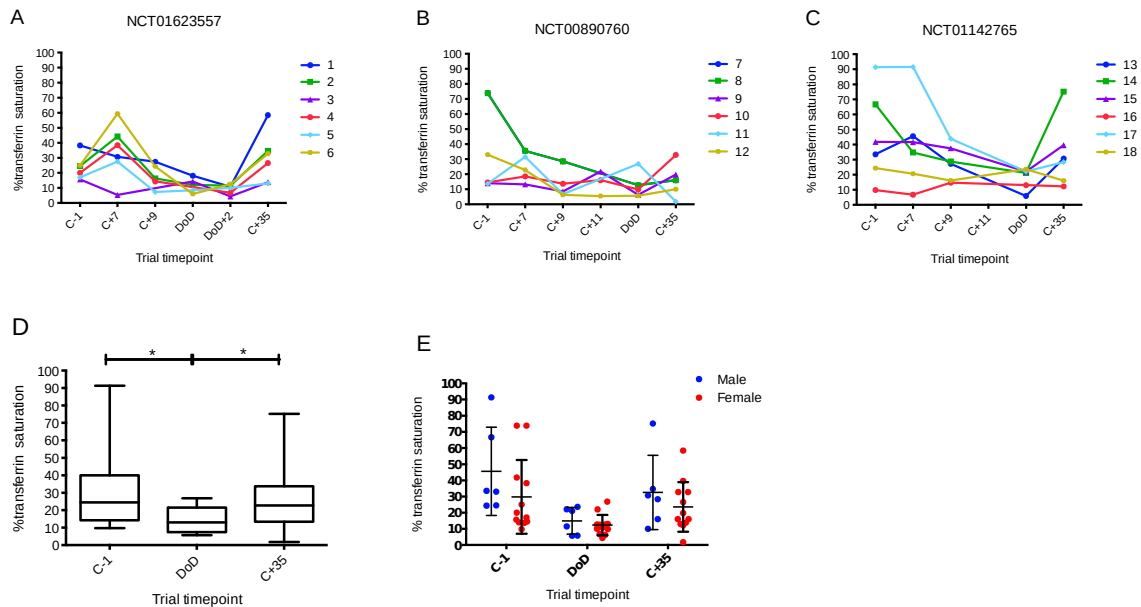 A
NCT01623557
% transferrin saturation
100
90
80
70
60
50
40
30
20
10
0
C-1
C+7
C+9
DoD
DoD+2
C+35
Trial timepoint
1
2
3
4
5
6
B
NCT00890760
% transferrin saturation
100
90
80
70
60
50
40
30
20
10
0
C-1
C+7
C+9
C+11
DoD
C+35
Trial timepoint
7
8
9
10
11
12
C
NCT01142765
% transferrin saturation
100
90
80
70
60
50
40
30
20
10
0
C-1
C+7
C+9
C+11
DoD
C+35
Trial timepoint
13
14
15
16
17
18
D
* *
%transferrin saturation
100
90
80
70
60
50
40
30
20
10
0
C-1
DoD
C+35
Trial timepoint
E
% transferrin saturation
100
90
80
70
60
50
40
30
20
10
0
C-1
DoD
C+35
Trial timepoint
Male
Female